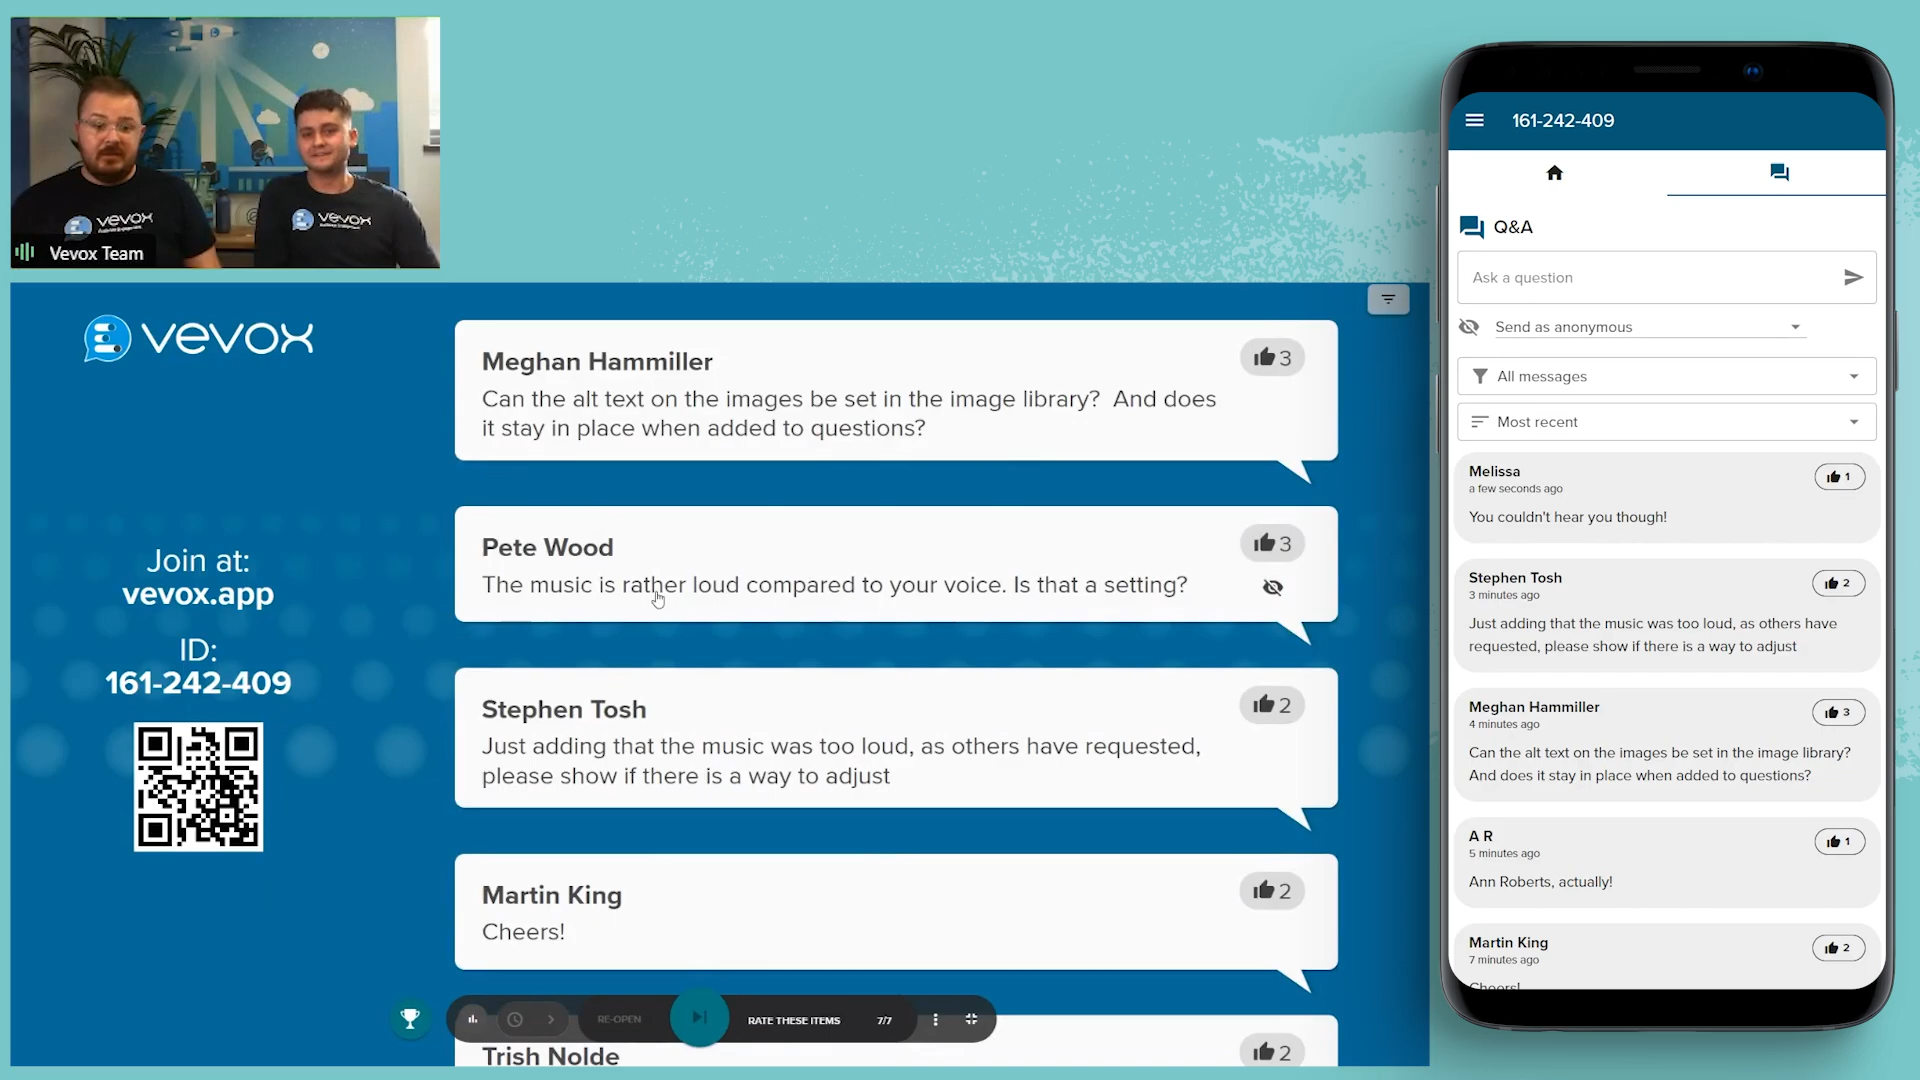 vevox
vevox
Vevox Team
vevox
Join at:
vevox.app
ID:
161-242-409
Meghan Hammiller
3
Can the alt text on the images be set in the image library? And does
it stay in place when added to questions?
Pete Wood
3
The music is rather loud compared to your voice. Is that a setting?
Stephen Tosh
2
Just adding that the music was too loud, as others have requested,
please show if there is a way to adjust
Martin King
2
Cheers!
RE-OPEN
RATE THESE ITEMS
7/7
Trish Nolde
2
161-242-409
Q&A
Ask a question
Send as anonymous
All messages
Most recent
Melissa
1
a few seconds ago
You couldn't hear you though!
Stephen Tosh
2
3 minutes ago
Just adding that the music was too loud, as others have
requested, please show if there is a way to adjust
Meghan Hammiller
3
4 minutes ago
Can the alt text on the images be set in the image library?
And does it stay in place when added to questions?
A R
1
5 minutes ago
Ann Roberts, actually!
Martin King
2
7 minutes ago
Cheers!